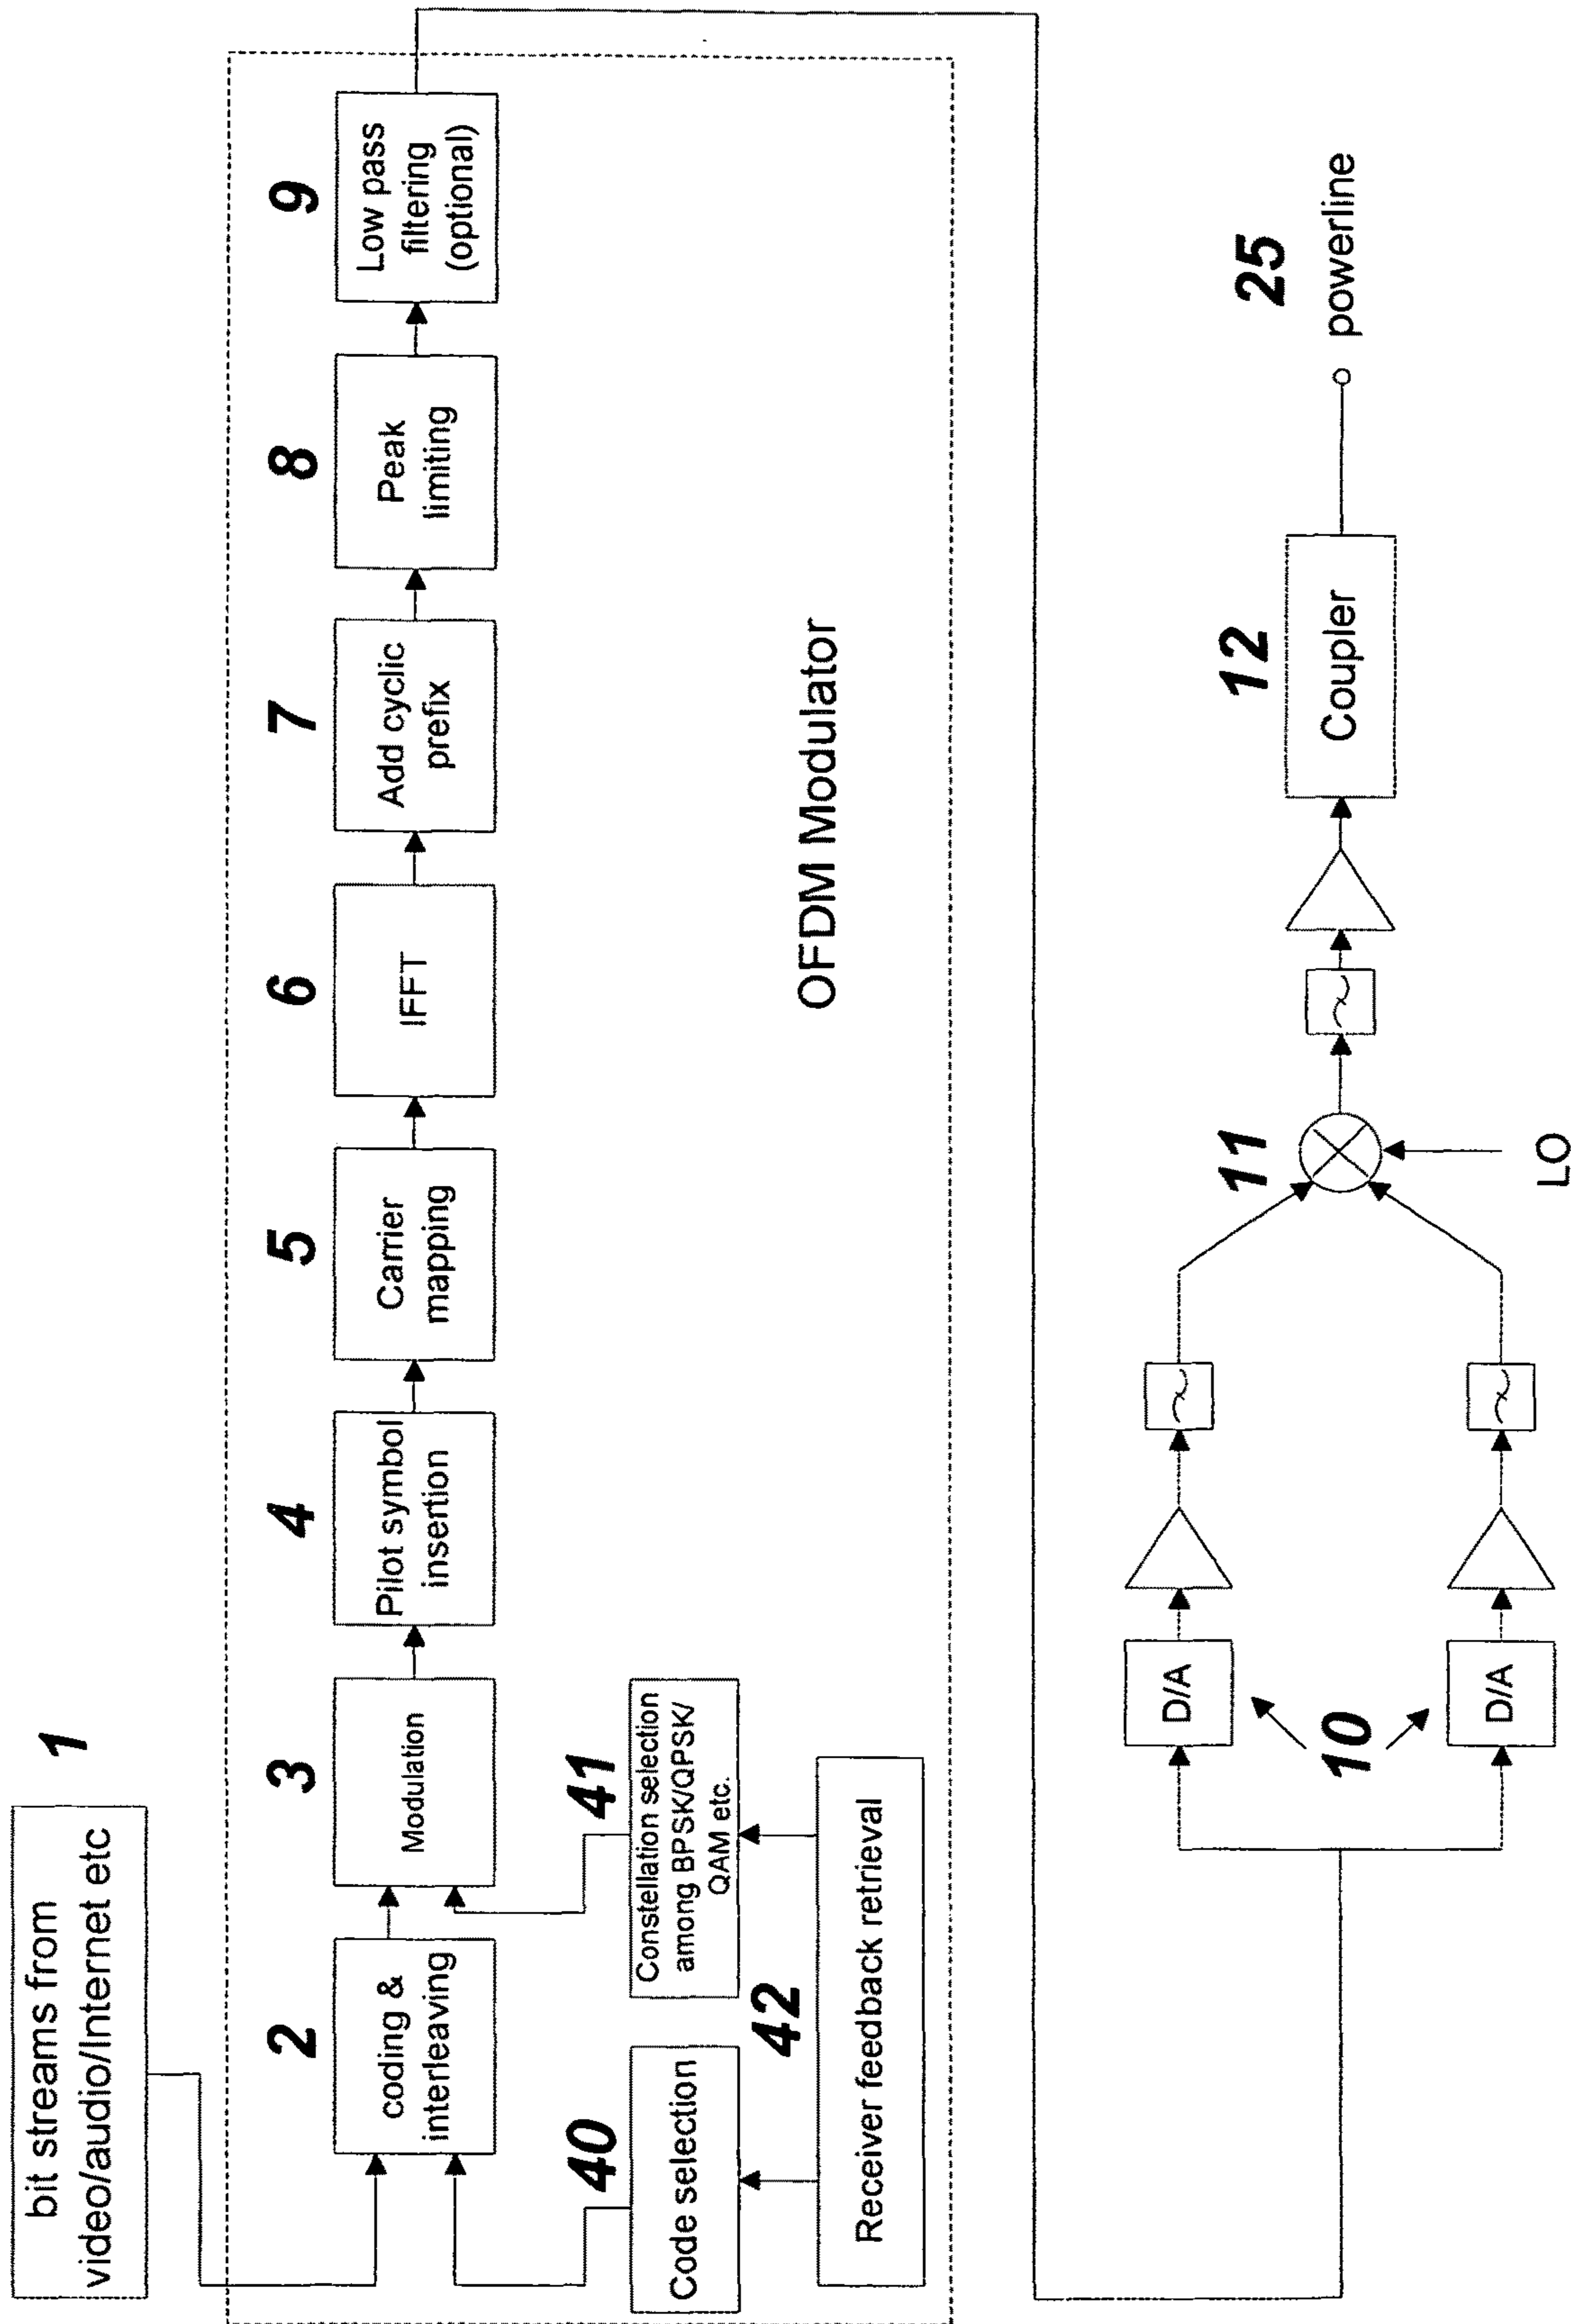 1
bit streams from
video/audio/Internet etc
2
coding &
interleaving
3
Modulation
4
Pilot symbol
insertion
5
Carrier
mapping
6
IFFT
7
Add cyclic
prefix
8
Peak
limiting
9
Low pass
filtering
(optional)
40
Code selection
41
Constellation selection
among BPSK/QPSK/
QAM etc.
42
Receiver feedback retrieval
OFDM Modulator
D/A
10
D/A
11
LO
12
Coupler
25
powerline